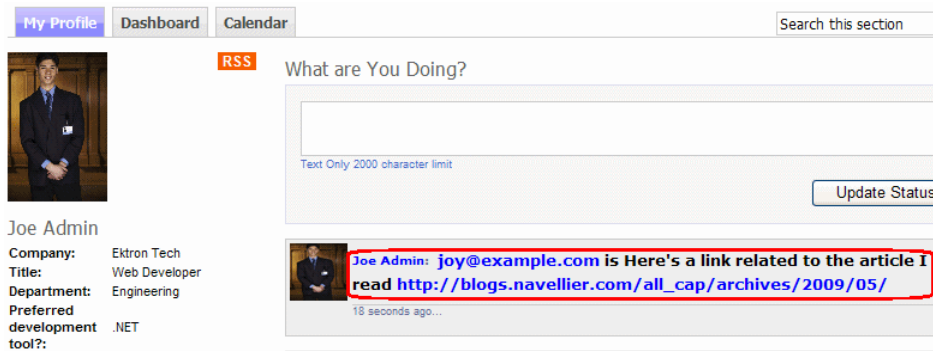 My Profile Dashboard Calendar
Search this section
RSS
What are You Doing?
Text Only 2000 character limit
Update Status
Joe Admin
Company: Ektron Tech
Title: Web Developer
Department: Engineering
Preferred
development .NET
tool?:
Joe Admin: joy@example.com is Here's a link related to the article I
read http://blogs.navellier.com/all_cap/archives/2009/05/
18 seconds ago...